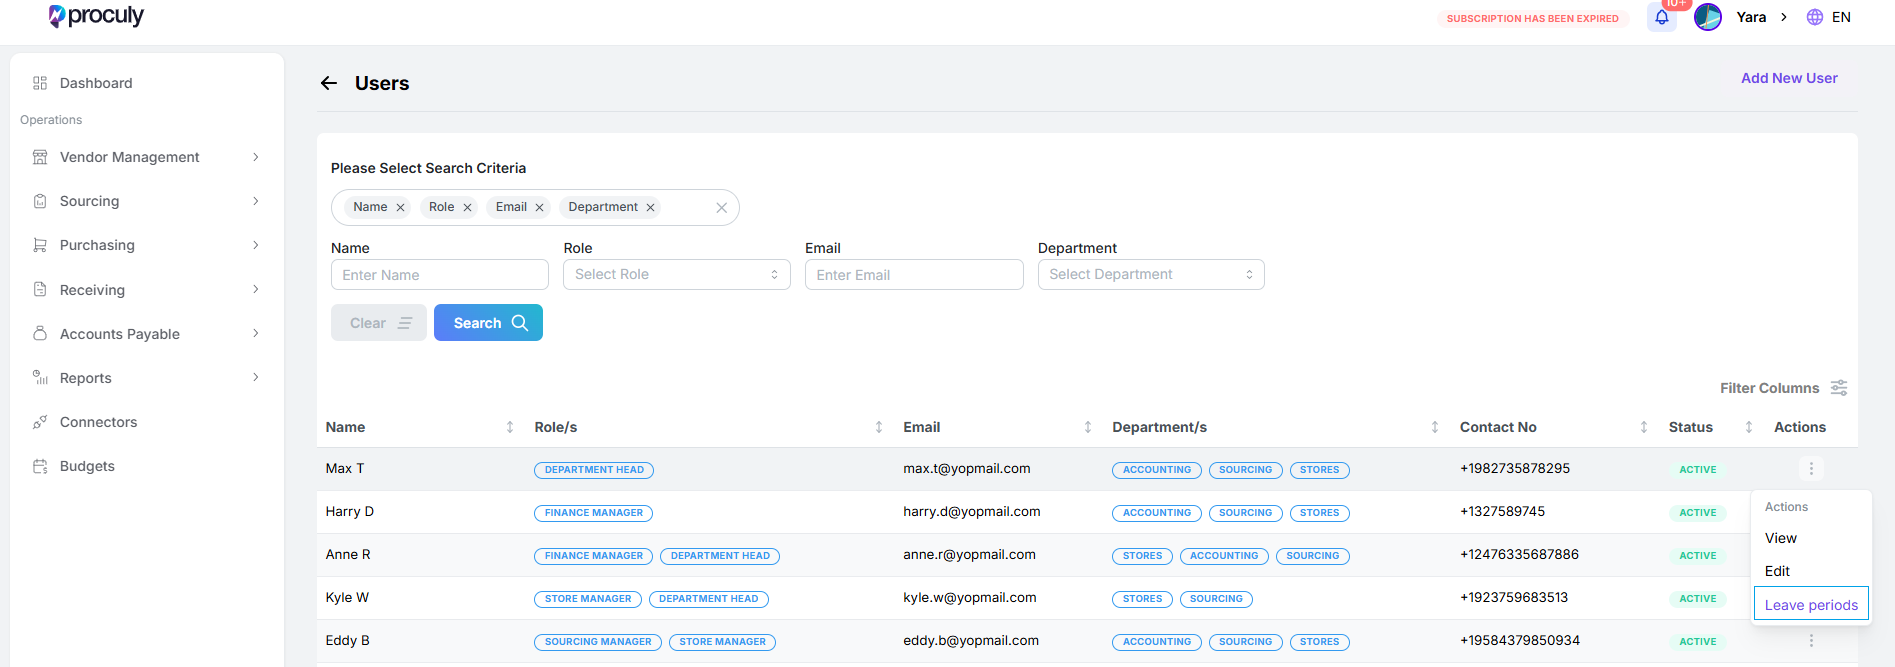 proculy
SUBSCRIPTION HAS BEEN EXPIRED
10+
Yara
EN
Dashboard
Operations
Vendor Management
Sourcing
Purchasing
Receiving
Accounts Payable
Reports
Connectors
Budgets
Users
Add New User
Please Select Search Criteria
Name Role Email Department
Name Role Email Department
Enter Name Select Role Enter Email Select Department
Clear Search
Filter Columns
Name Role/s Email Department/s Contact No Status Actions
Max T DEPARTMENT HEAD max.t@yopmail.com ACCOUNTING SOURCING STORES +1982735878295 ACTIVE
Harry D FINANCE MANAGER harry.d@yopmail.com ACCOUNTING SOURCING STORES +1327589745 ACTIVE
Anne R FINANCE MANAGER DEPARTMENT HEAD anne.r@yopmail.com STORES ACCOUNTING SOURCING +12476335687886 ACTIVE
Kyle W STORE MANAGER DEPARTMENT HEAD kyle.w@yopmail.com STORES SOURCING +1923759683513 ACTIVE
Eddy B SOURCING MANAGER STORE MANAGER eddy.b@yopmail.com ACCOUNTING SOURCING STORES +19584379850934 ACTIVE
Actions
View
Edit
Leave periods